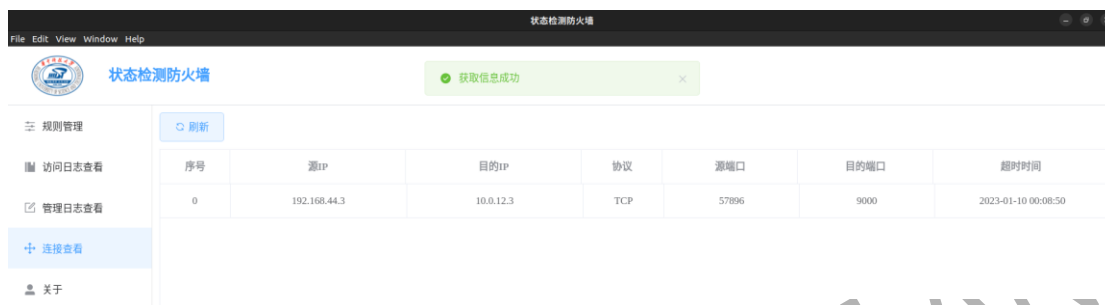 状态检测防火墙
File Edit View Window Help
状态检测防火墙
获取信息成功
规则管理
刷新
访问日志查看
管理日志查看
连接查看
关于
序号 源IP 目的IP 协议 源端口 目的端口 超时时间
0 192.168.44.3 10.0.12.3 TCP 57896 9000 2023-01-10 00:08:50